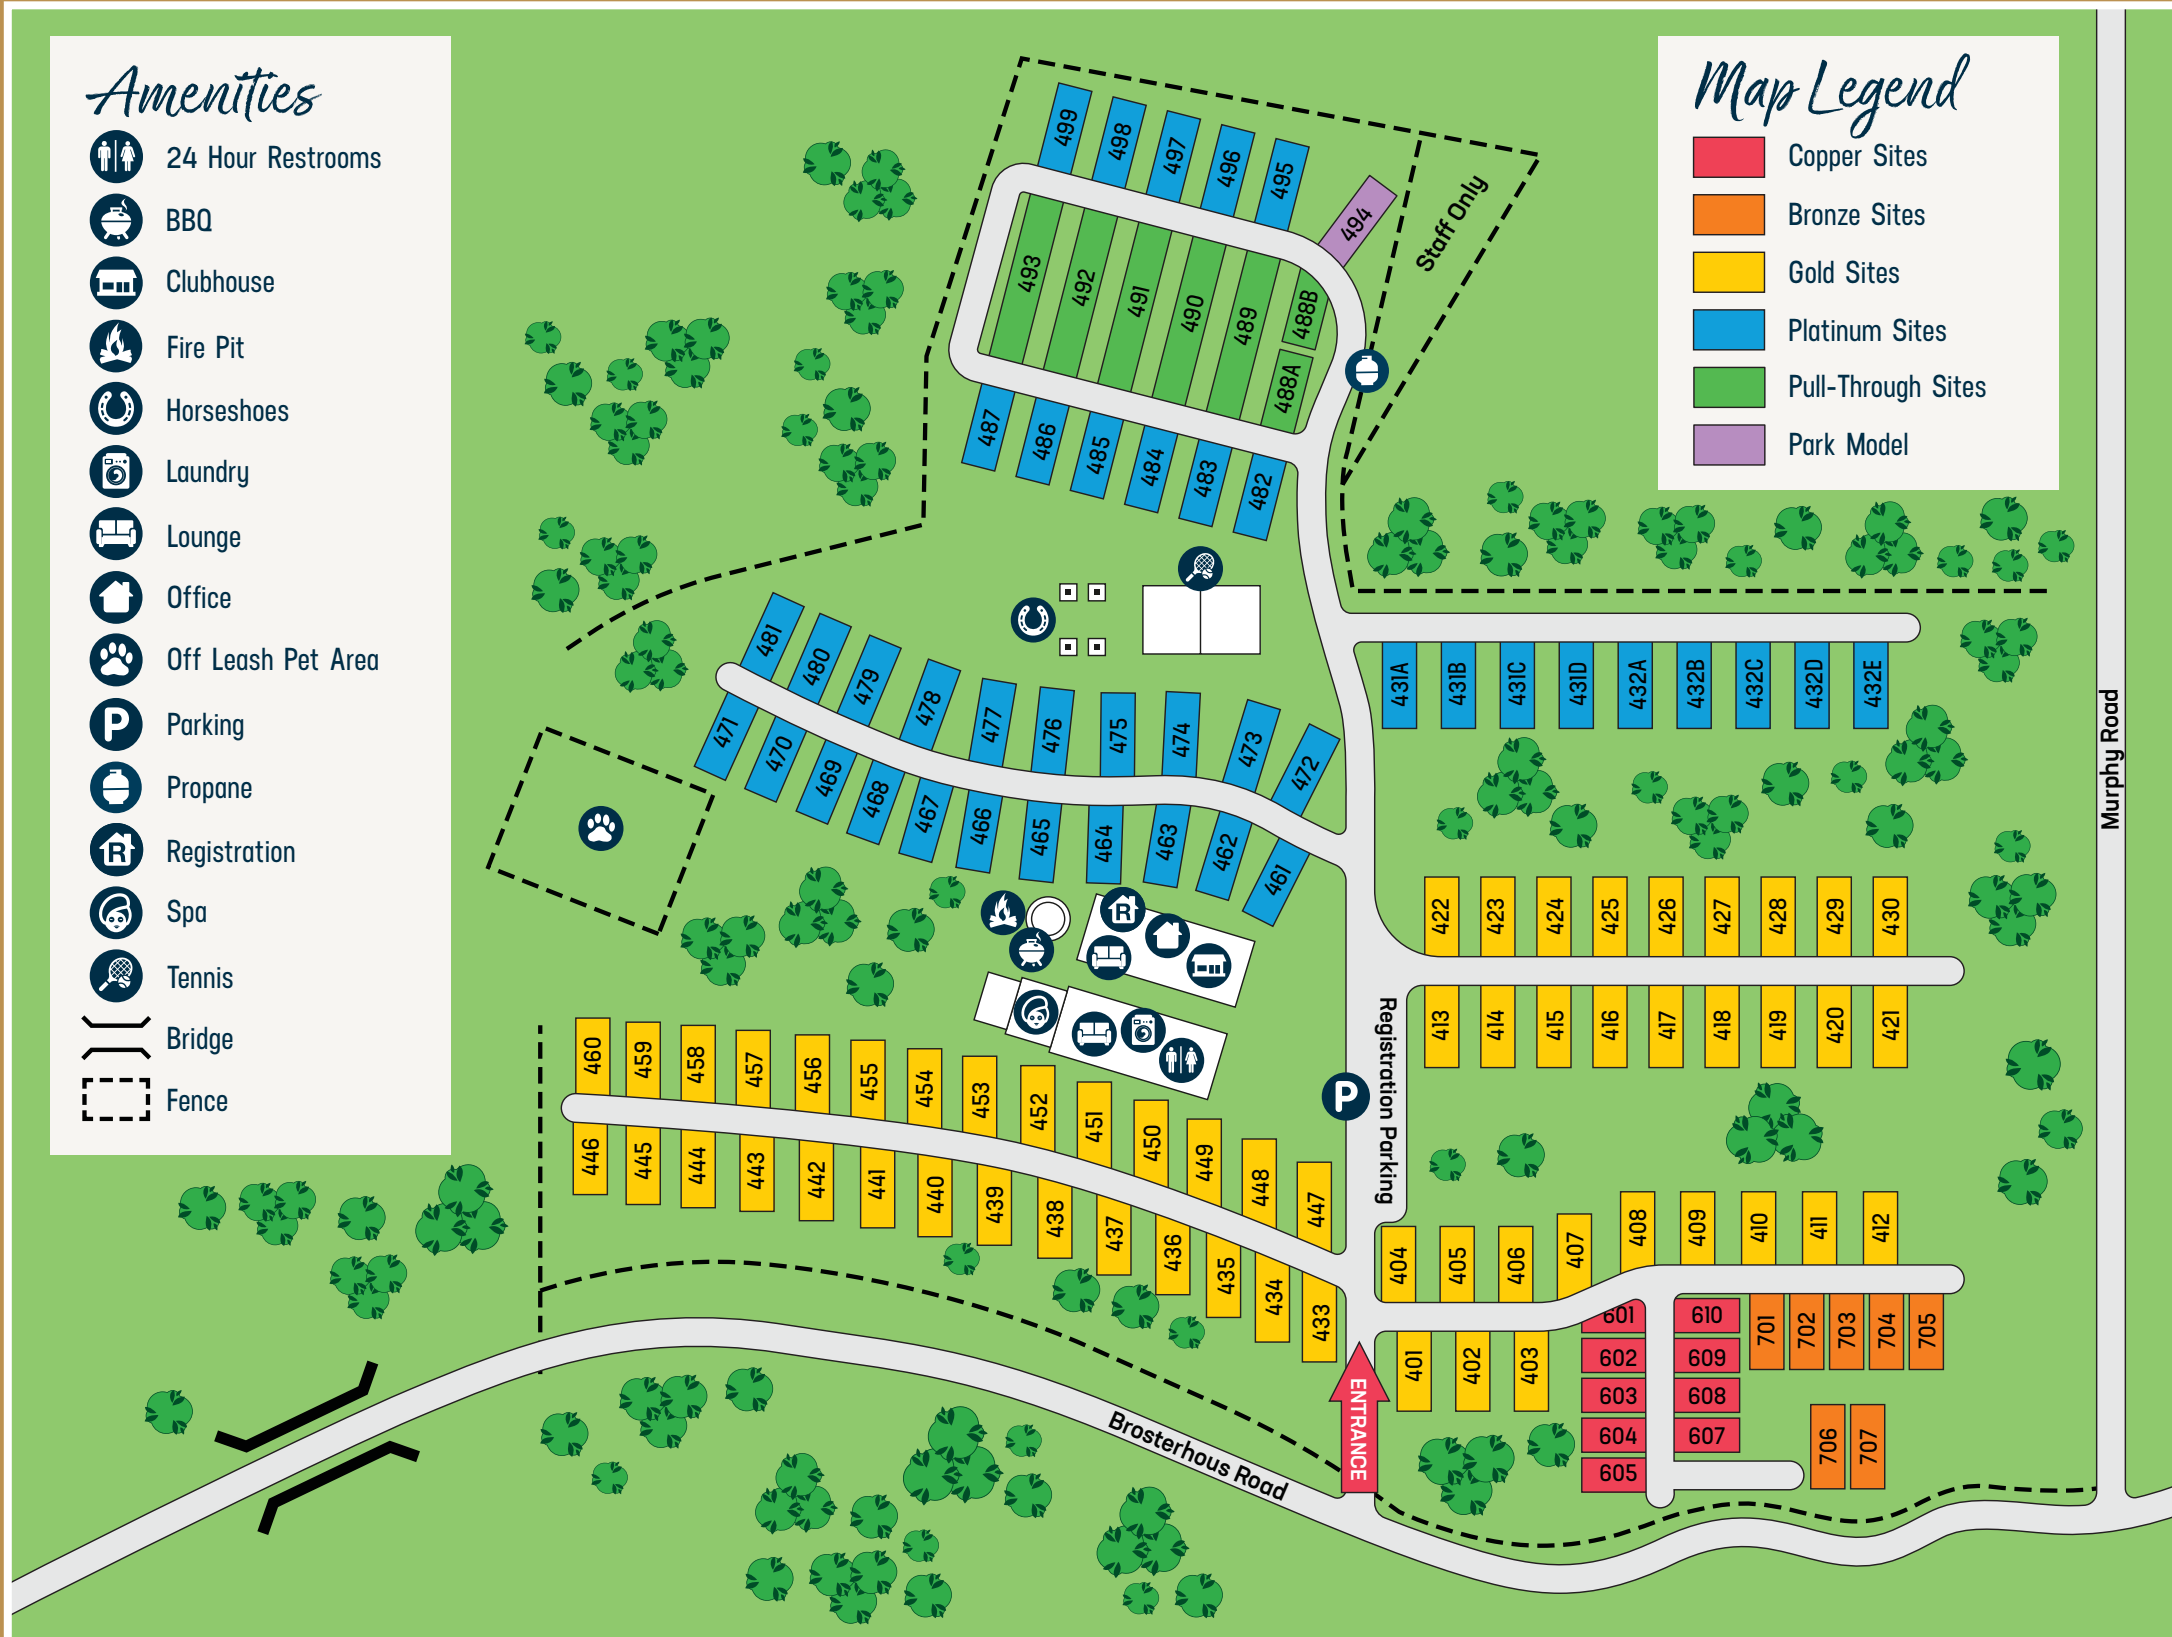 Amenities
24 Hour Restrooms
BBQ
Clubhouse
Fire Pit
Horseshoes
Laundry
Lounge
Office
Off Leash Pet Area
P Parking
Propane
R Registration
Spa
Tennis
Bridge
Fence
Map Legend
Copper Sites
Bronze Sites
Gold Sites
Platinum Sites
Pull-Through Sites
Park Model
499 498 497 496 495
494
Staff Only
493 492 491 490 489 488B
488A
487 486 485 484 483 482
431A 431B 431C 431D 432A 432B 432C 432D 432E
481 480 479 478 477 476 475 474 473 472
471 470 469 468 467 466 465 464 463 462 461
Murphy Road
422 423 424 425 426 427 428 429 430
R
413 414 415 416 417 418 419 420 421
Registration Parking
P
460 459 458 457 456 455 454 453 452 451 450 449 448 447
446 445 444 443 442 441 440 439 438 437 436 435 434 433
404 405 406 407 408 409 410 411 412
401 402 403
601 610
602 609
603 608
604 607
605
701 702 703 704 705
706 707
ENTRANCE
Brosterhous Road